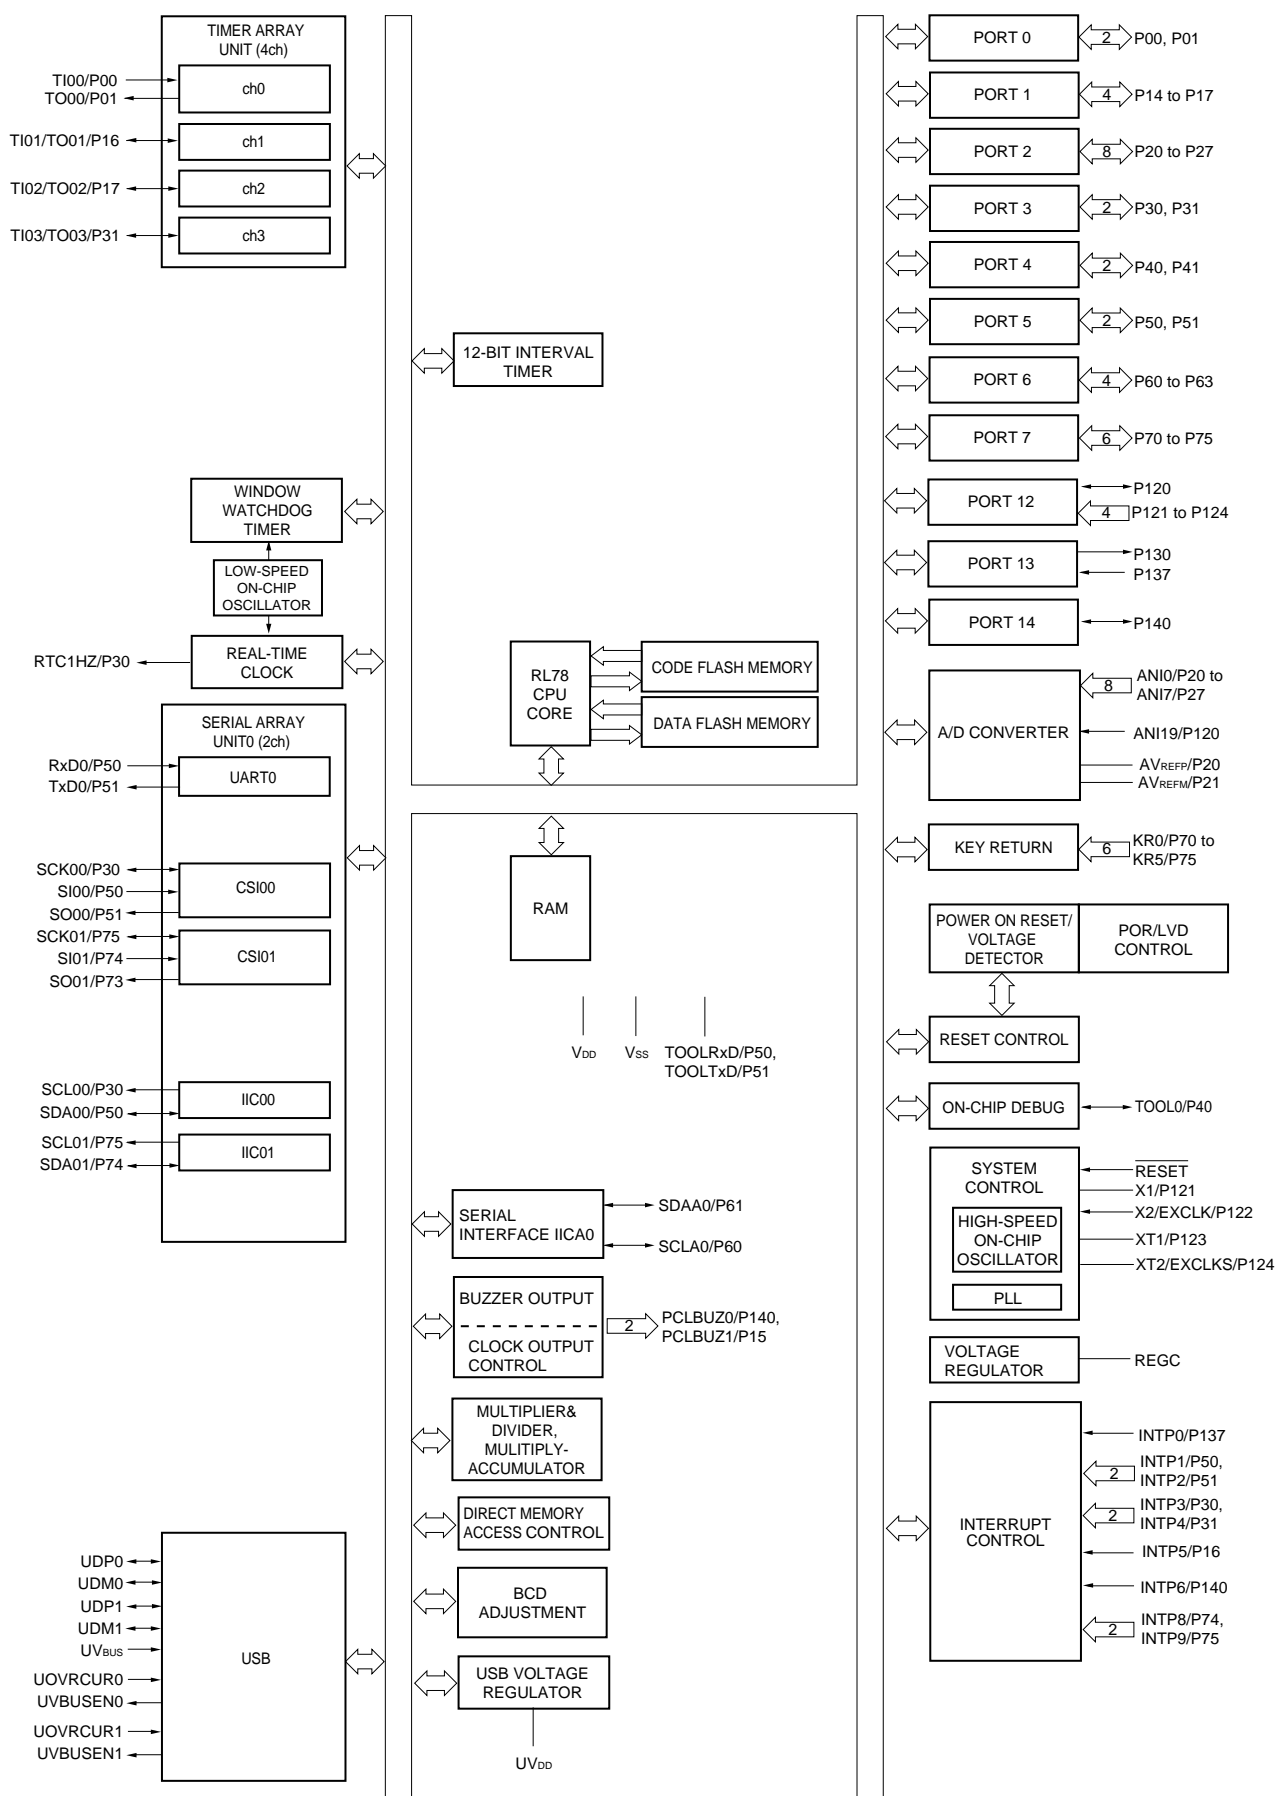 TIMER ARRAY
UNIT (4ch)
TI00/P00
TO00/P01
ch0
TI01/TO01/P16
ch1
TI02/TO02/P17
ch2
TI03/TO03/P31
ch3
12-BIT INTERVAL
TIMER
WINDOW
WATCHDOG
TIMER
LOW-SPEED
ON-CHIP
OSCILLATOR
RTC1HZ/P30
REAL-TIME
CLOCK
SERIAL ARRAY
UNIT0 (2ch)
RxD0/P50
TxD0/P51
UART0
SCK00/P30
SI00/P50
SO00/P51
CSI00
SCK01/P75
SI01/P74
SO01/P73
CSI01
SCL00/P30
SDA00/P50
IIC00
SCL01/P75
SDA01/P74
IIC01
UDP0
UDM0
UDP1
UDM1
UVBUS
UOVRCUR0
UVBUSEN0
UOVRCUR1
UVBUSEN1
USB
RL78
CPU
CORE
CODE FLASH MEMORY
DATA FLASH MEMORY
RAM
VDD
VSS
TOOLRxD/P50,
TOOLTxD/P51
SERIAL
INTERFACE IICA0
SDAA0/P61
SCLA0/P60
BUZZER OUTPUT
CLOCK OUTPUT
CONTROL
2
PCLBUZ0/P140,
PCLBUZ1/P15
MULTIPLIER&
DIVIDER,
MULITIPLY-
ACCUMULATOR
DIRECT MEMORY
ACCESS CONTROL
BCD
ADJUSTMENT
USB VOLTAGE
REGULATOR
UVDD
PORT 0
2
P00, P01
PORT 1
4
P14 to P17
PORT 2
8
P20 to P27
PORT 3
2
P30, P31
PORT 4
2
P40, P41
PORT 5
2
P50, P51
PORT 6
4
P60 to P63
PORT 7
6
P70 to P75
PORT 12
P120
4
P121 to P124
PORT 13
P130
P137
PORT 14
P140
A/D CONVERTER
8
ANI0/P20 to
ANI7/P27
ANI19/P120
AVREFP/P20
AVREFM/P21
KEY RETURN
6
KR0/P70 to
KR5/P75
POWER ON RESET/
VOLTAGE
DETECTOR
POR/LVD
CONTROL
RESET CONTROL
ON-CHIP DEBUG
TOOL0/P40
SYSTEM
CONTROL
HIGH-SPEED
ON-CHIP
OSCILLATOR
PLL
RESET
X1/P121
X2/EXCLK/P122
XT1/P123
XT2/EXCLKS/P124
VOLTAGE
REGULATOR
REGC
INTERRUPT
CONTROL
INTP0/P137
2
INTP1/P50,
INTP2/P51
2
INTP3/P30,
INTP4/P31
INTP5/P16
INTP6/P140
2
INTP8/P74,
INTP9/P75